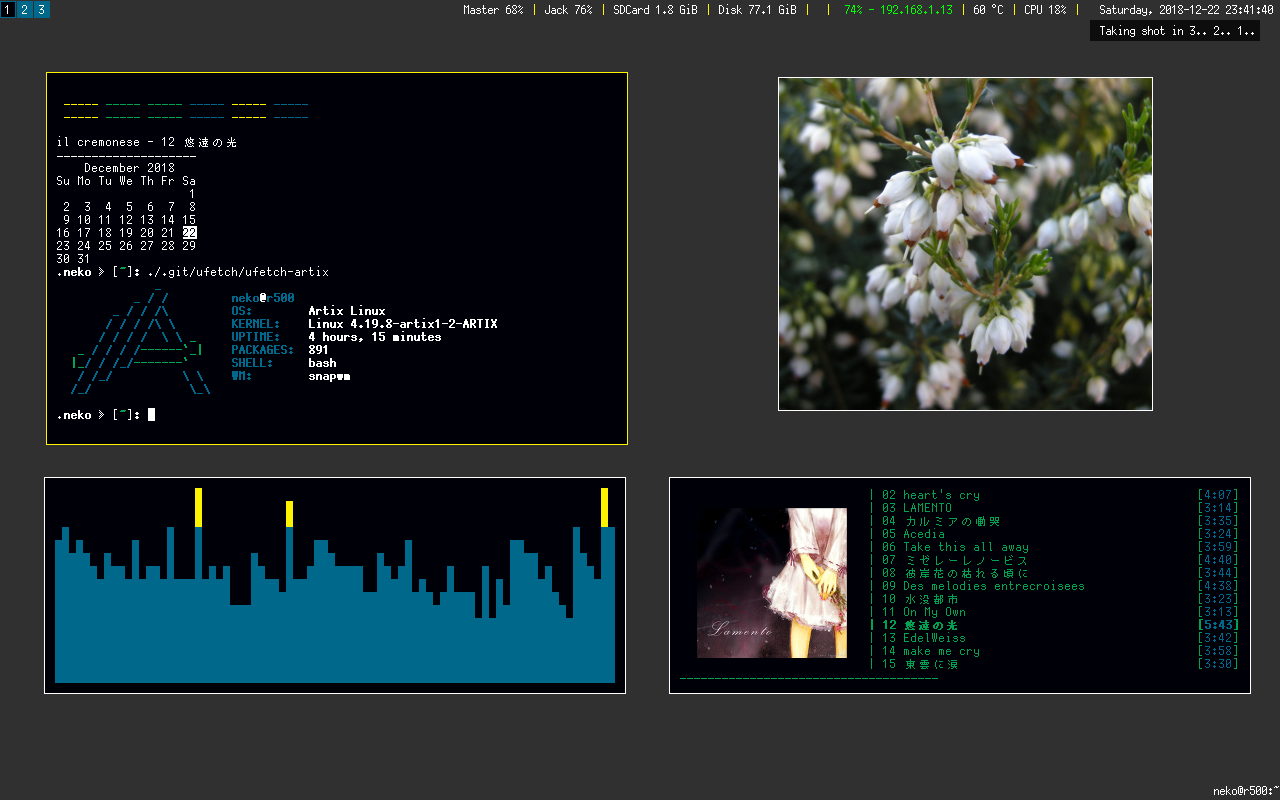 1 2 3
Master 68% | Jack 76% | SDCard 1.8 GiB | Disk 77.1 GiB | | 74% - 192.168.1.13 | 60 °C | CPU 18% | Saturday, 2018-12-22 23:41:40
Taking shot in 3.. 2.. 1..
----- ----- ----- ----- ----- -----
----- ----- ----- ----- ----- -----
il cremonese - 12 悠遠の光
--------------------
December 2018
Su Mo Tu We Th Fr Sa
1
2 3 4 5 6 7 8
9 10 11 12 13 14 15
16 17 18 19 20 21 22
23 24 25 26 27 28 29
30 31
.neko > [~]: ./.git/ufetch/ufetch-artix
neko@r500
OS: Artix Linux
KERNEL: Linux 4.19.8-artix1-2-ARTIX
UPTIME: 4 hours, 15 minutes
PACKAGES: 891
SHELL: bash
WM: snapwm
.neko > [~]:
Lamento
| 02 heart's cry [4:07]
| 03 LAMENTO [3:14]
| 04 カルミアの慟哭 [3:35]
| 05 Acedia [3:24]
| 06 Take this all away [3:59]
| 07 ミゼレーレノービス [4:40]
| 08 彼岸花の枯れる頃に [3:44]
| 09 Des melodies entrecroisees [4:38]
| 10 水没都市 [3:23]
| 11 On My Own [3:13]
| 12 悠遠の光 [5:43]
| 13 EdelWeiss [3:42]
| 14 make me cry [3:58]
| 15 東雲に涙 [3:30]
neko@r500:~